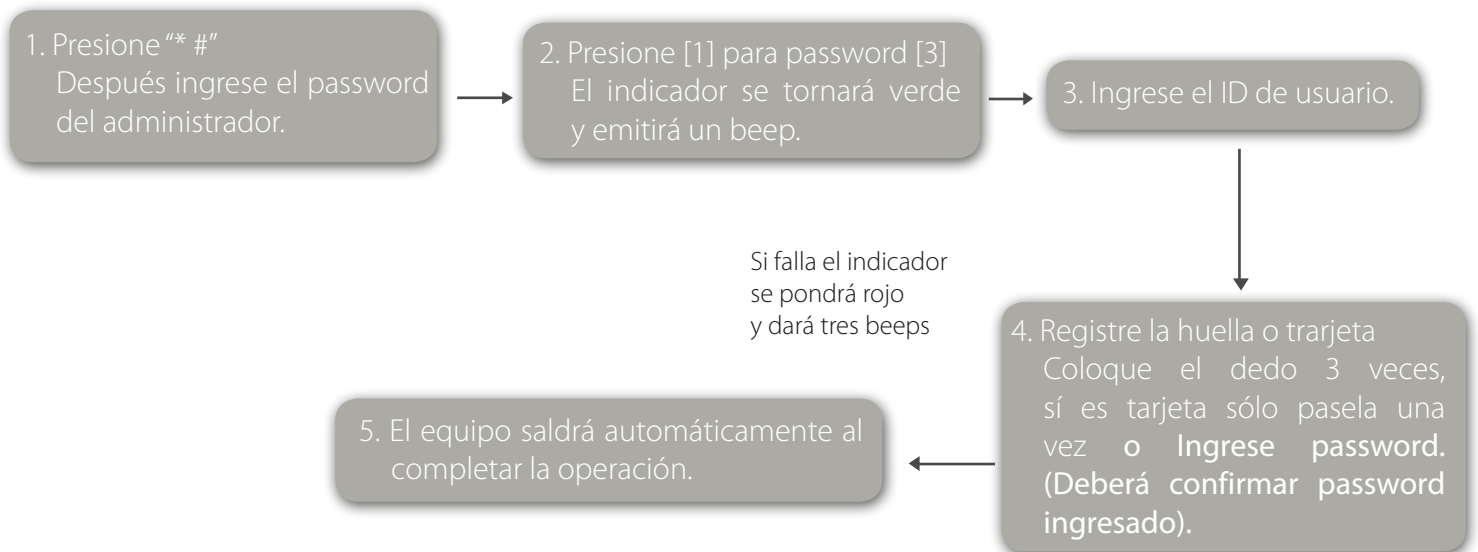 1. Presione “* #”
Después ingrese el password
del administrador.
2. Presione [1] para password [3]
El indicador se tornará verde
y emitirá un beep.
3. Ingrese el ID de usuario.
Si falla el indicador
se pondrá rojo
y dará tres beeps
4. Registre la huella o trarjeta
Coloque el dedo 3 veces,
sí es tarjeta sólo pasela una
vez o Ingrese password.
(Deberá confirmar password
ingresado).
5. El equipo saldrá automáticamente al
completar la operación.